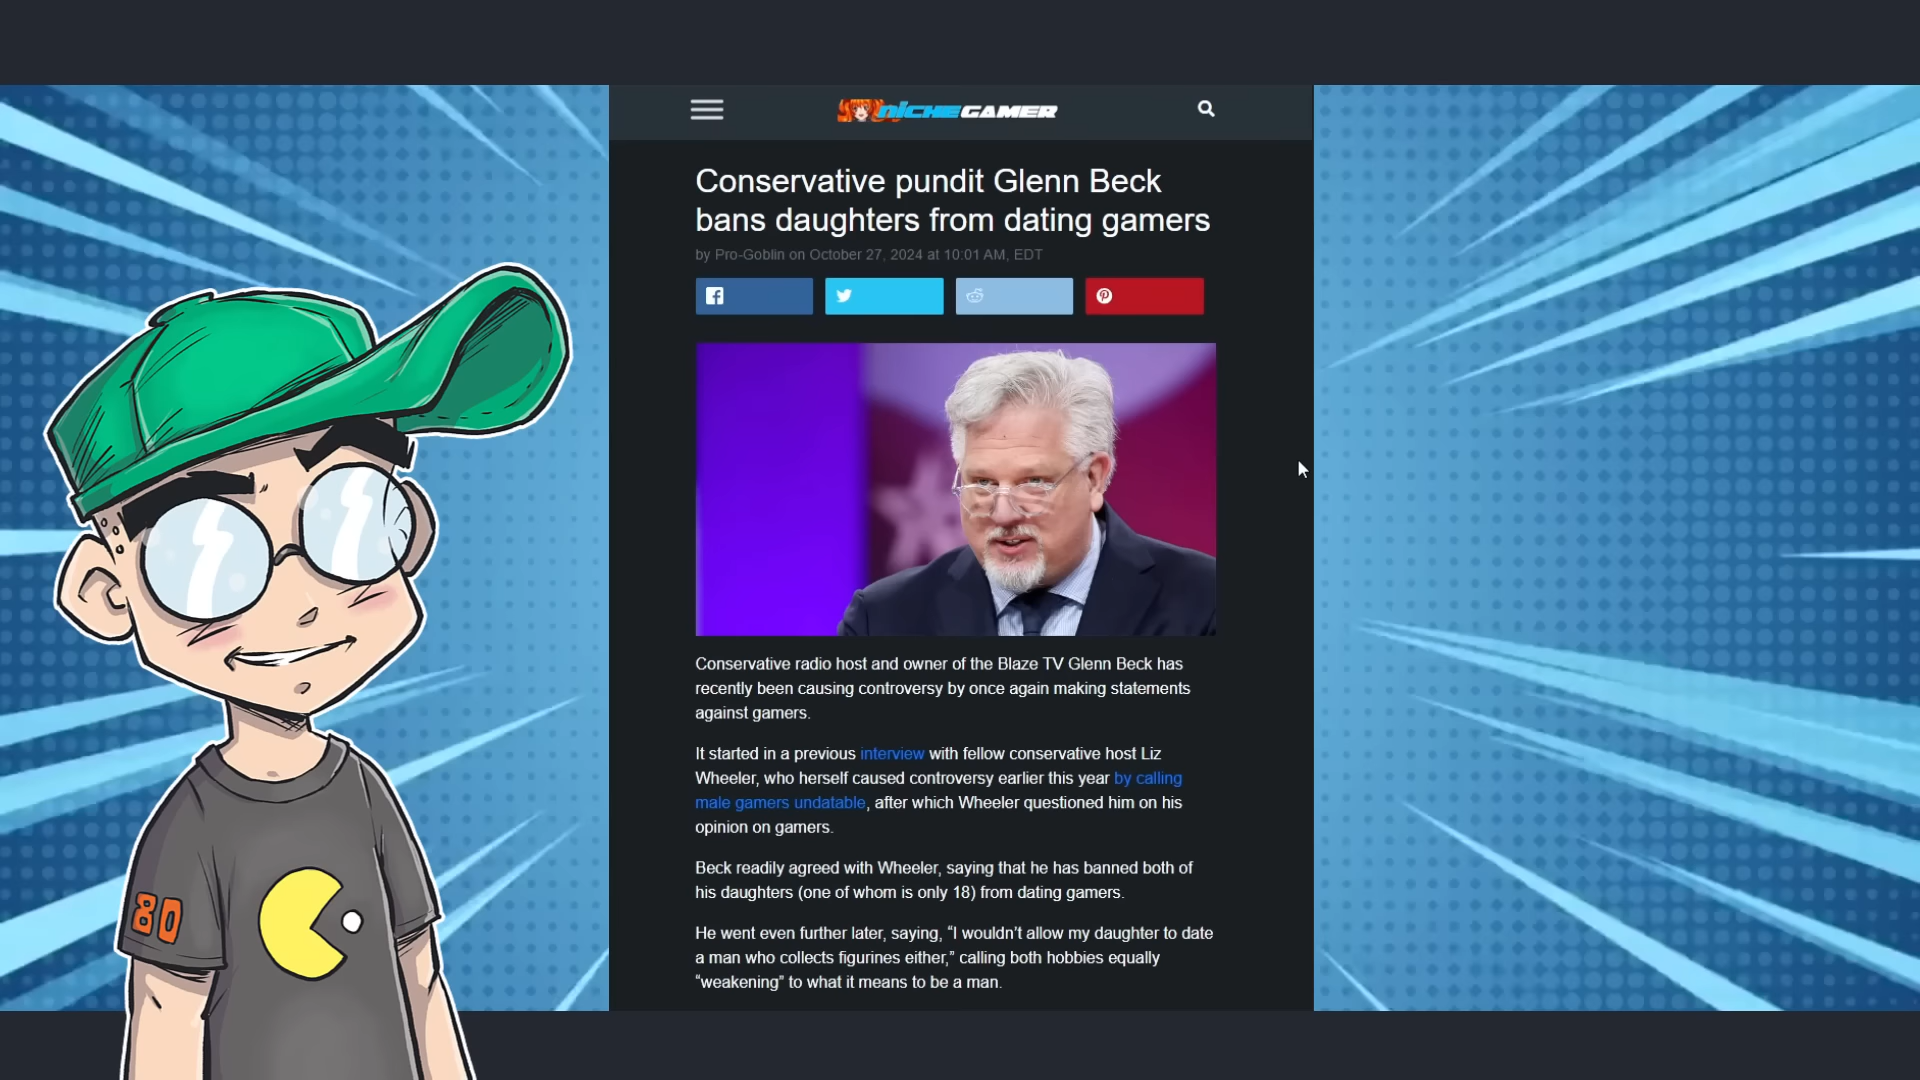 NICHEGAMER
Conservative pundit Glenn Beck
bans daughters from dating gamers
by Pro-Goblin on October 27, 2024 at 10:01 AM, EDT
Conservative radio host and owner of the Blaze TV Glenn Beck has
recently been causing controversy by once again making statements
against gamers.
It started in a previous interview with fellow conservative host Liz
Wheeler, who herself caused controversy earlier this year by calling
male gamers undatable, after which Wheeler questioned him on his
opinion on gamers.
Beck readily agreed with Wheeler, saying that he has banned both of
his daughters (one of whom is only 18) from dating gamers.
He went even further later, saying, “I wouldn’t allow my daughter to date
a man who collects figurines either,” calling both hobbies equally
“weakening” to what it means to be a man.
80